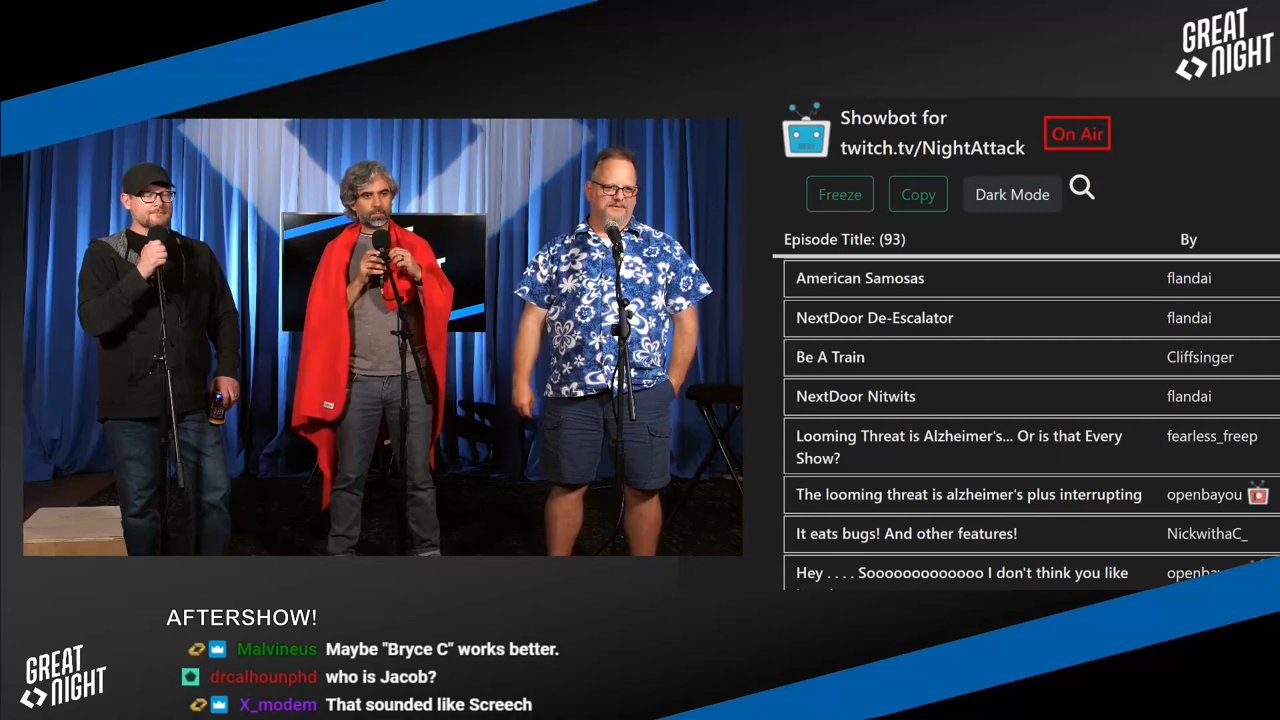 GREAT
NIGHT
Showbot for
twitch.tv/NightAttack
On Air
Freeze
Copy
Dark Mode
Episode Title: (93)
By
American Samosas
flandai
NextDoor De-Escalator
flandai
Be A Train
Cliffsinger
NextDoor Nitwits
flandai
Looming Threat is Alzheimer's... Or is that Every
Show?
fearless_freep
The looming threat is alzheimer's plus interrupting
openbayou
It eats bugs! And other features!
NickwithaC_
Hey . . . . Soooooooooooo I don't think you like
AFTERSHOW!
Malvineus Maybe "Bryce C" works better.
drcalhounphd who is Jacob?
X_modem That sounded like Screech
GREAT
NIGHT